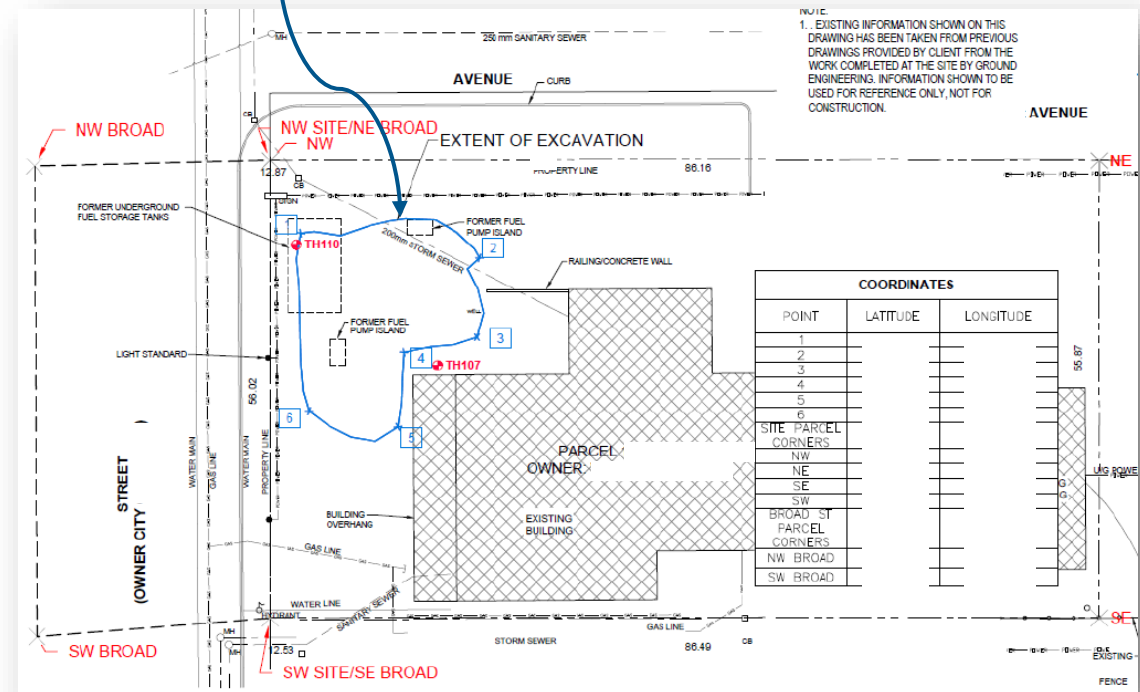 NOTE:
1. . EXISTING INFORMATION SHOWN ON THIS
DRAWING HAS BEEN TAKEN FROM PREVIOUS
DRAWINGS PROVIDED BY CLIENT FROM THE
WORK COMPLETED AT THE SITE BY GROUND
ENGINEERING. INFORMATION SHOWN TO BE
USED FOR REFERENCE ONLY, NOT FOR
CONSTRUCTION.
MH
250 mm SANITARY SEWER
AVENUE
CURB
AVENUE
CB
NW BROAD
NW SITE/NE BROAD
NW
EXTENT OF EXCAVATION
NE
12.87
PROPERTY LINE
86.16
CB
SIGN
FORMER UNDERGROUND
FUEL STORAGE TANKS
1
TH110
200mm STORM SEWER
FORMER FUEL
PUMP ISLAND
2
RAILING/CONCRETE WALL
WELL
FORMER FUEL
PUMP ISLAND
3
4
TH107
LIGHT STANDARD
56.02
6
5
COORDINATES
POINT LATITUDE LONGITUDE
1
2
3
4
5
6
SITE PARCEL
CORNERS
NW
NE
SE
SW
BROAD ST
PARCEL
CORNERS
NW BROAD
SW BROAD
55.87
STREET
(OWNER CITY )
WATER MAIN
GAS LINE
WATER MAIN
PROPERTY LINE
PARCEL
OWNER:
U/G POWE
G
G
BUILDING
OVERHANG
EXISTING
BUILDING
GAS LINE
WATER LINE
HYDRANT
SANITARY SEWER
GAS LINE
STORM SEWER
86.49
CB
SE
MH
MH
12.53
SW BROAD
SW SITE/SE BROAD
EXISTING
FENCE